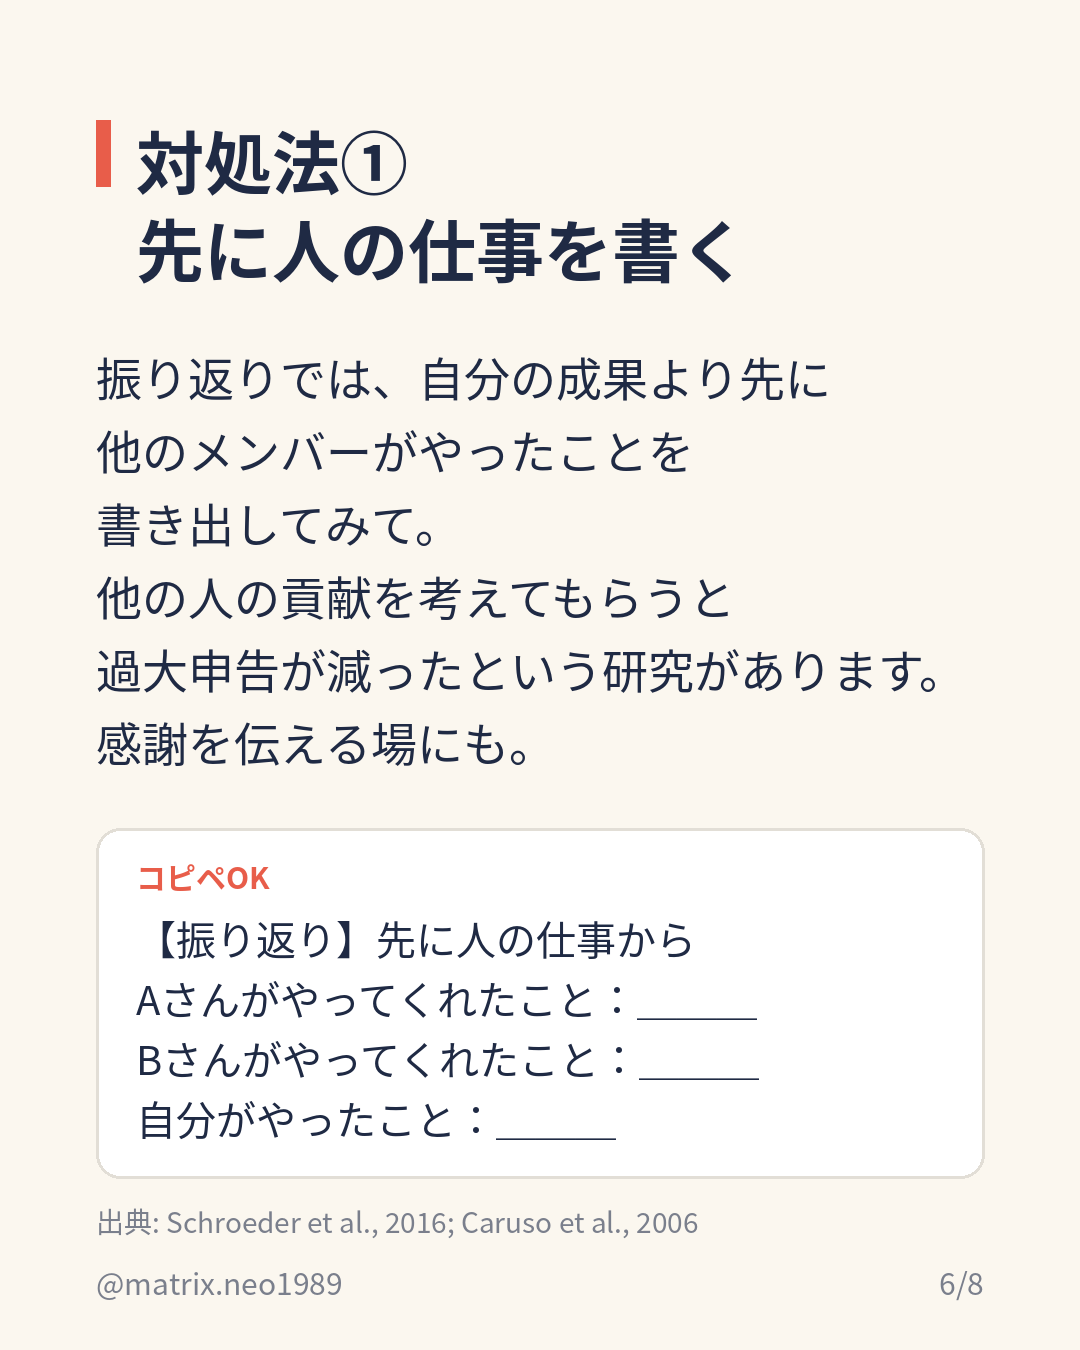 対処法①
先に人の仕事を書く
振り返りでは、自分の成果より先に
他のメンバーがやったことを
書き出してみて。
他の人の貢献を考えてもらうと
過大申告が減ったという研究があります。
感謝を伝える場にも。
コピペOK
【振り返り】先に人の仕事から
Aさんがやってくれたこと：______
Bさんがやってくれたこと：______
自分がやったこと：______
出典: Schroeder et al., 2016; Caruso et al., 2006
@matrix.neo1989
6/8